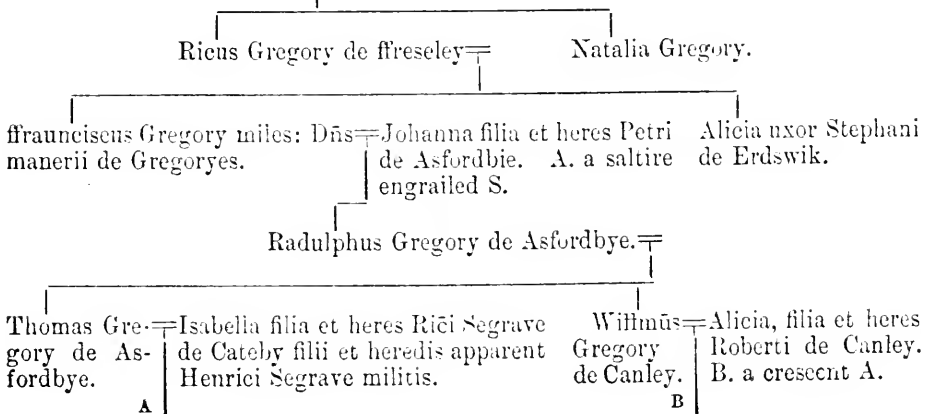 Ricus Gregory de ffreseley
Natalia Gregory.
ffraunciscus Gregory miles: Dn̄s
manerii de Gregoryes.
Johanna filia et heres Petri
de Asfordbie. A. a saltire
engrailed S.
Alicia uxor Stephani
de Erdswik.
Radulphus Gregory de Asfordbye.
Thomas Gre-
gory de As-
fordbye.
Isabella filia et heres Rici Segrave
de Cateby filii et heredis apparent
Henrici Segrave militis.
Willmūs
Gregory
de Canley.
Alicia, filia et heres
Roberti de Canley.
B. a crescent A.
A
B